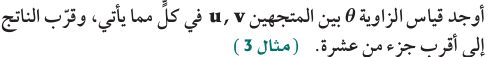 أوجد قياس الزاوية θ بين المتجهين u, v في كلٍّ مما يأتي، وقرّب الناتج
إلى أقرب جزء من عشرة. (مثال 3)